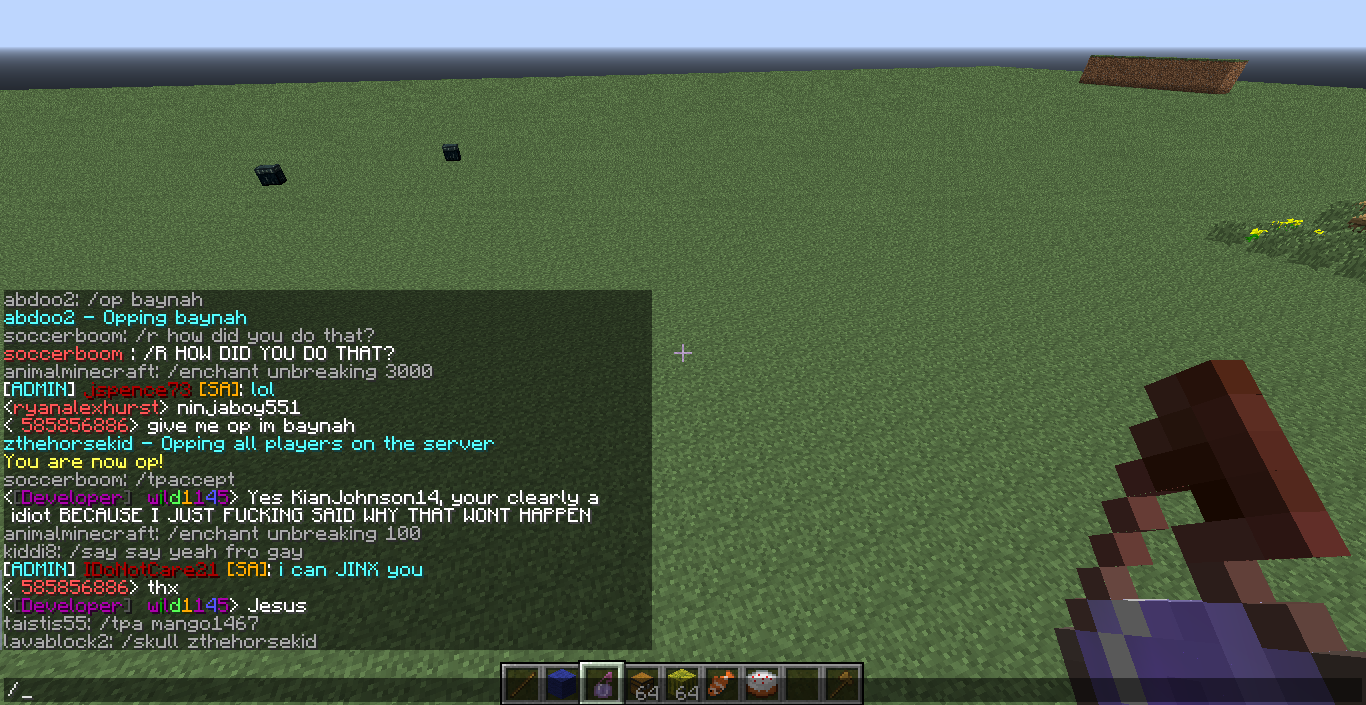 abdoo2: /op baynah
abdoo2 - Opping baynah
soccerboom: /r how did you do that?
soccerboom : /R HOW DID YOU DO THAT?
animalminecraft: /enchant unbreaking 3000
[ADMIN] jspence73 [SA]: lol
<ryanalexhurst> ninjaboy551
< 585856886> give me op im baynah
zthehorsekid - Opping all players on the server
You are now op!
soccerboom: /tpaccept
<[Developer] wild1145> Yes KianJohnson14, your clearly a
idiot BECAUSE I JUST FUCKING SAID WHY THAT WONT HAPPEN
animalminecraft: /enchant unbreaking 100
kiddi8: /say say yeah fro gay
[ADMIN] IDoNotCare21 [SA]: i can JINX you
< 585856886> thx
<[Developer] wild1145> Jesus
taistis55: /tpa mango1467
lavablock2: /skull zthehorsekid
/_
64 64